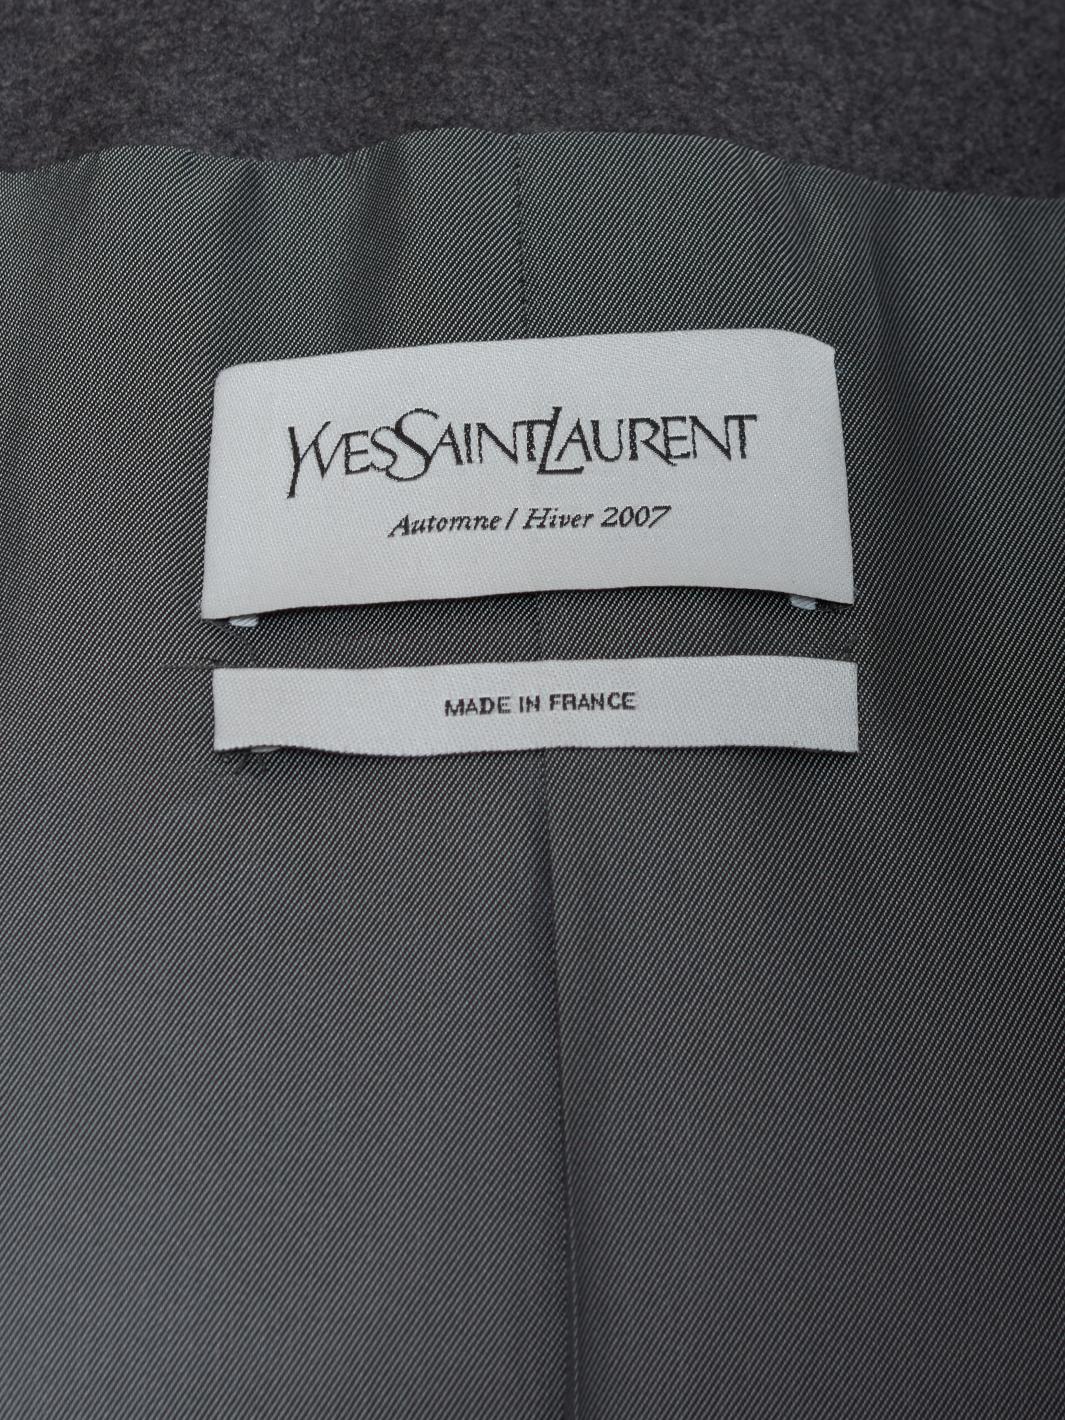 YVESSAINTLAURENT
Automne / Hiver 2007
MADE IN FRANCE